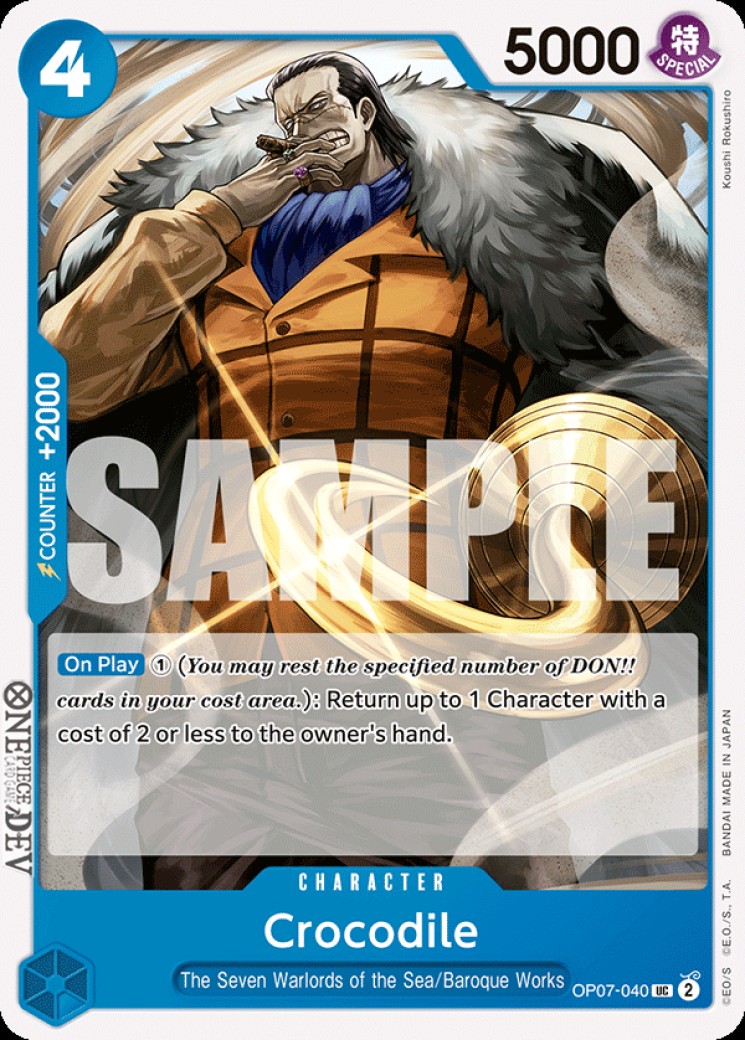 4
5000
特
SPECIAL
Koushi Rokushiro
COUNTER +2000
SAMPLE
On Play ① (You may rest the specified number of DON!!
cards in your cost area.): Return up to 1 Character with a
cost of 2 or less to the owner's hand.
ONE PIECE
CARD GAME
DEV
BANDAI MADE IN JAPAN
©E.O./S., T.A.
©EO/S
CHARACTER
Crocodile
The Seven Warlords of the Sea/Baroque Works
OP07-040 UC 2